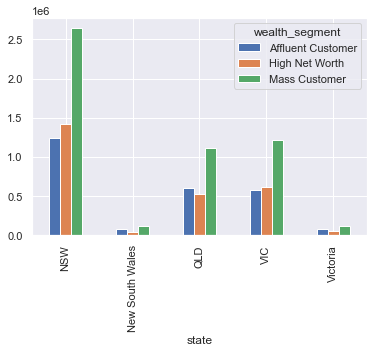 1e6
wealth_segment
Affluent Customer
High Net Worth
Mass Customer
2.5
2.0
1.5
1.0
0.5
0.0
NSW
New South Wales
QLD
VIC
Victoria
state